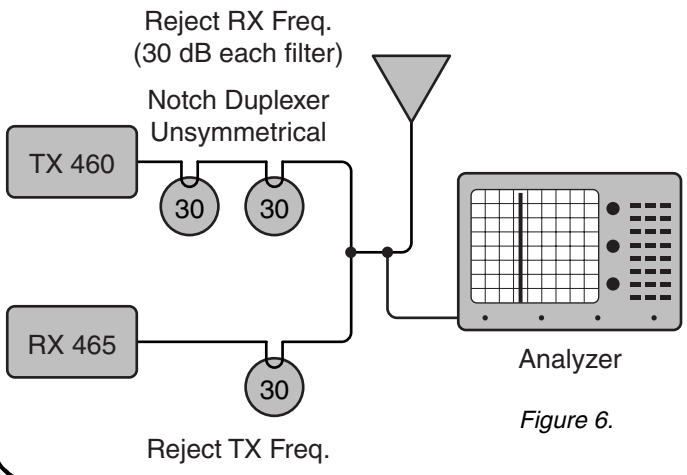 Reject RX Freq.
(30 dB each filter)
Notch Duplexer
Unsymmetrical
TX 460
30
30
RX 465
30
Reject TX Freq.
Analyzer
Figure 6.